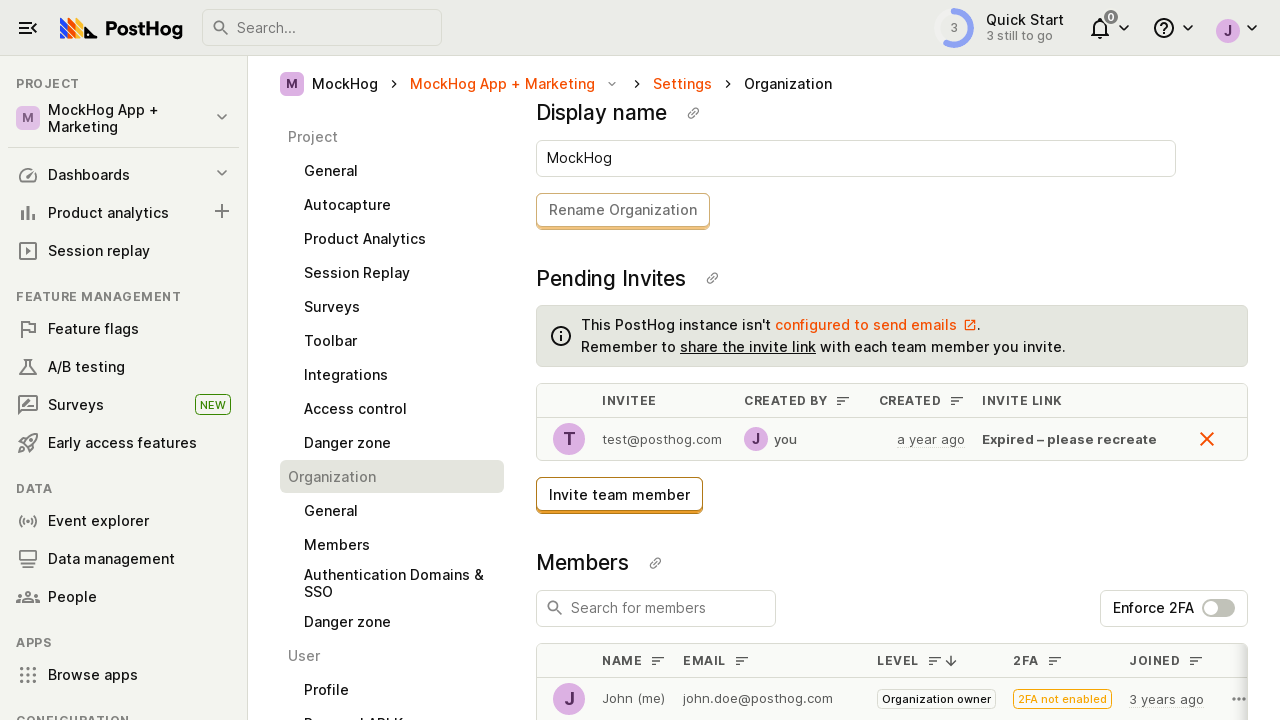 PostHog
Search...
3
Quick Start
3 still to go
0
J
PROJECT
M
MockHog App +
Marketing
Dashboards
Product analytics
Session replay
FEATURE MANAGEMENT
Feature flags
A/B testing
Surveys
NEW
Early access features
DATA
Event explorer
Data management
People
APPS
Browse apps
CONFIGURATION
M MockHog
MockHog App + Marketing
Settings
Organization
Project
General
Autocapture
Product Analytics
Session Replay
Surveys
Toolbar
Integrations
Access control
Danger zone
Organization
General
Members
Authentication Domains &
SSO
Danger zone
User
Profile
Personal API K
Display name
MockHog
Rename Organization
Pending Invites
This PostHog instance isn't configured to send emails.
Remember to share the invite link with each team member you invite.
INVITEE CREATED BY CREATED INVITE LINK
T test@posthog.com J you a year ago Expired – please recreate
Invite team member
Members
Search for members
Enforce 2FA
NAME EMAIL LEVEL 2FA JOINED
J John (me) john.doe@posthog.com Organization owner 2FA not enabled 3 years ago